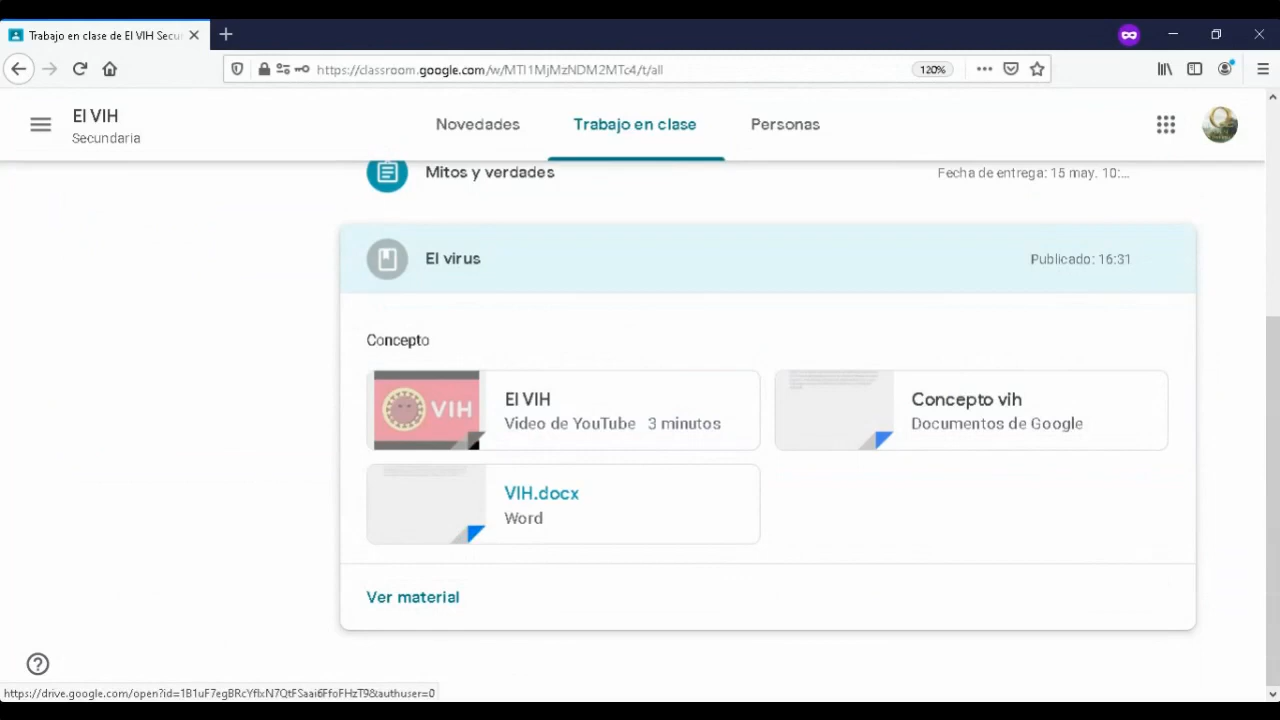 Trabajo en clase de El VIH Secu
https://classroom.google.com/w/MTI1MjMzNDM2MTc4/t/all
120%
El VIH
Secundaria
Novedades
Trabajo en clase
Personas
Mitos y verdades
Fecha de entrega: 15 may. 10:...
El virus
Publicado: 16:31
Concepto
VIH
El VIH
Video de YouTube 3 minutos
Concepto vih
Documentos de Google
VIH.docx
Word
Ver material
https://drive.google.com/open?id=1B1uF7egBRcYflxN7QtFSaai6FfoFHzT9&authuser=0